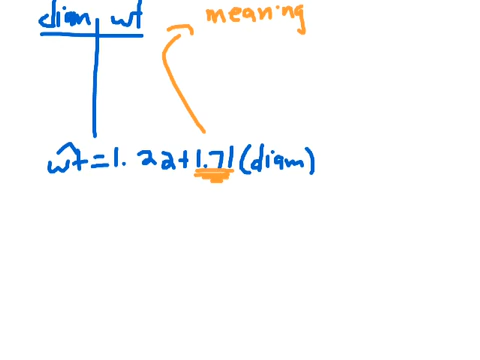 meaning
diam wt
ŵt = 1.22 + 1.71 (diam)